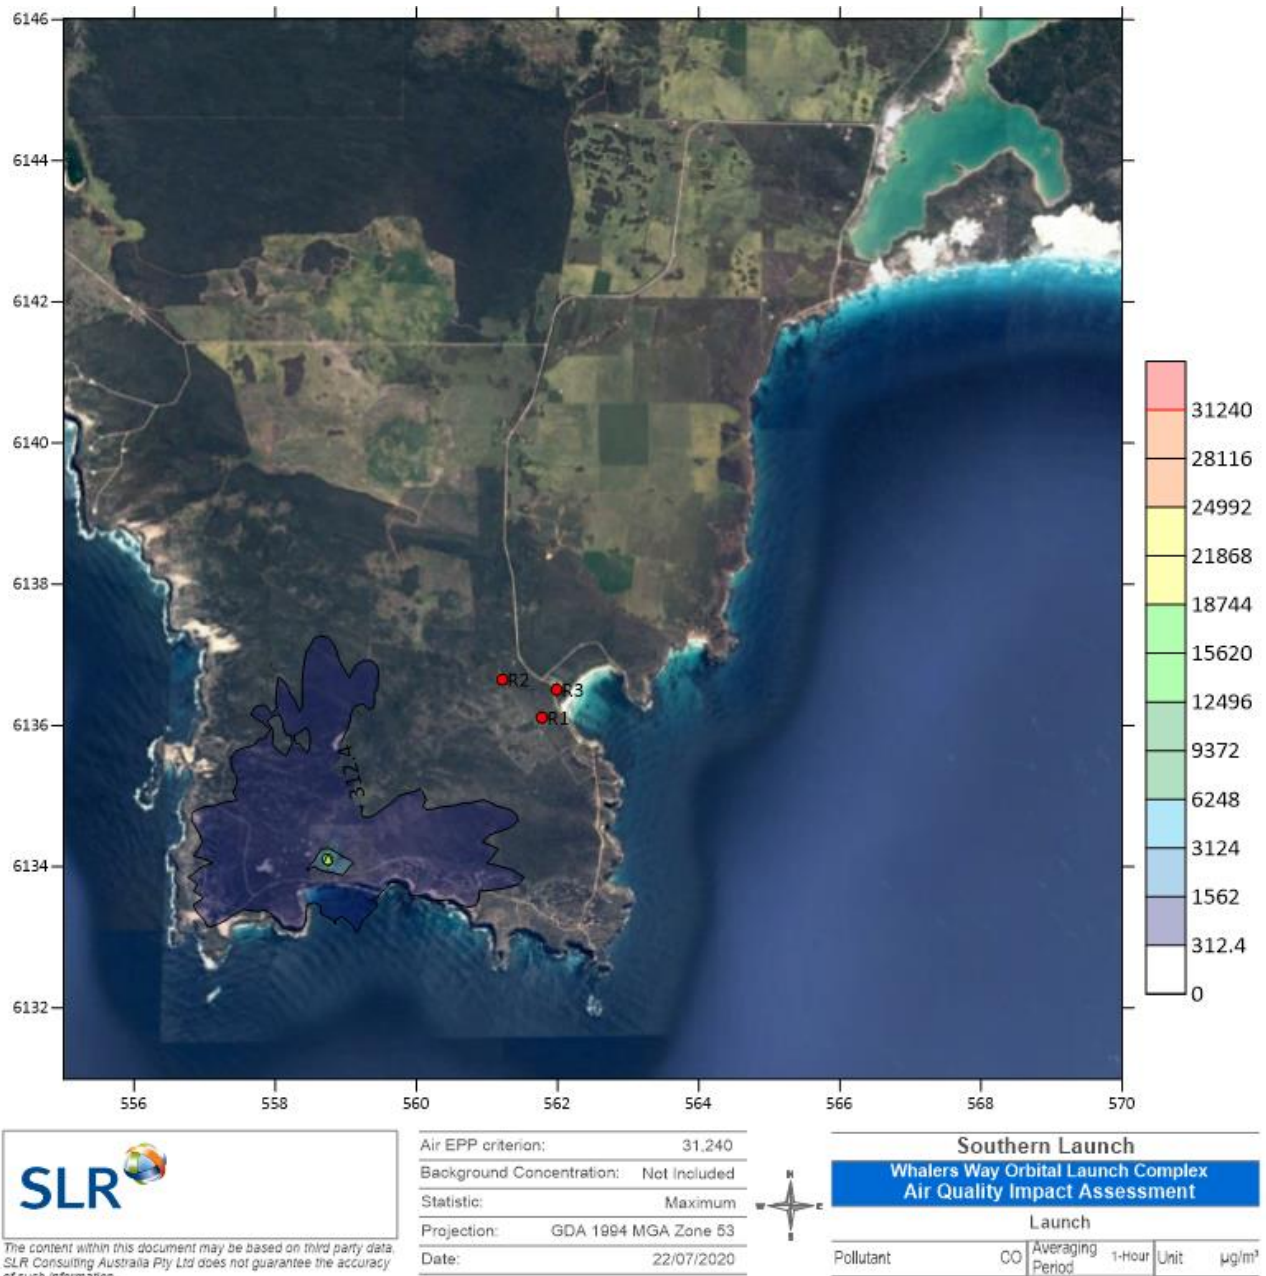 6146
6144
6142
6140
6138
6136
6134
6132
556
558
560
562
564
566
568
570
R2
R3
R1
312.4
31240
28116
24992
21868
18744
15620
12496
9372
6248
3124
1562
312.4
0
SLR
The content within this document may be based on third party data.
SLR Consulting Australia Pty Ltd does not guarantee the accuracy
of such information.
Air EPP criterion: 31,240
Background Concentration: Not Included
Statistic: Maximum
Projection: GDA 1994 MGA Zone 53
Date: 22/07/2020
N
W E
S
Southern Launch
Whalers Way Orbital Launch Complex
Air Quality Impact Assessment
Launch
Pollutant CO Averaging Period 1-Hour Unit µg/m³